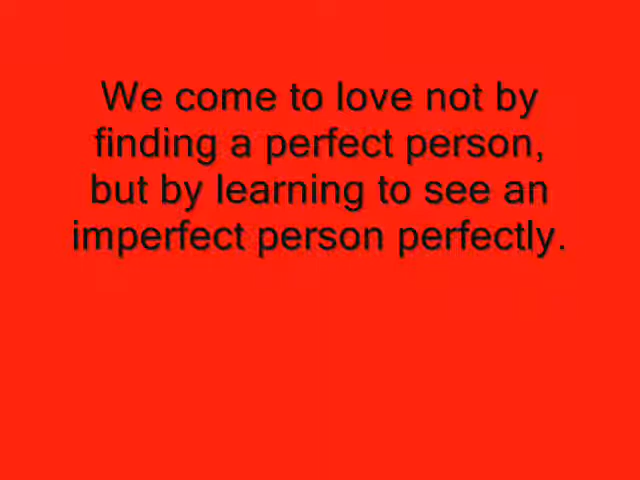 We come to love not by
finding a perfect person,
but by learning to see an
imperfect person perfectly.